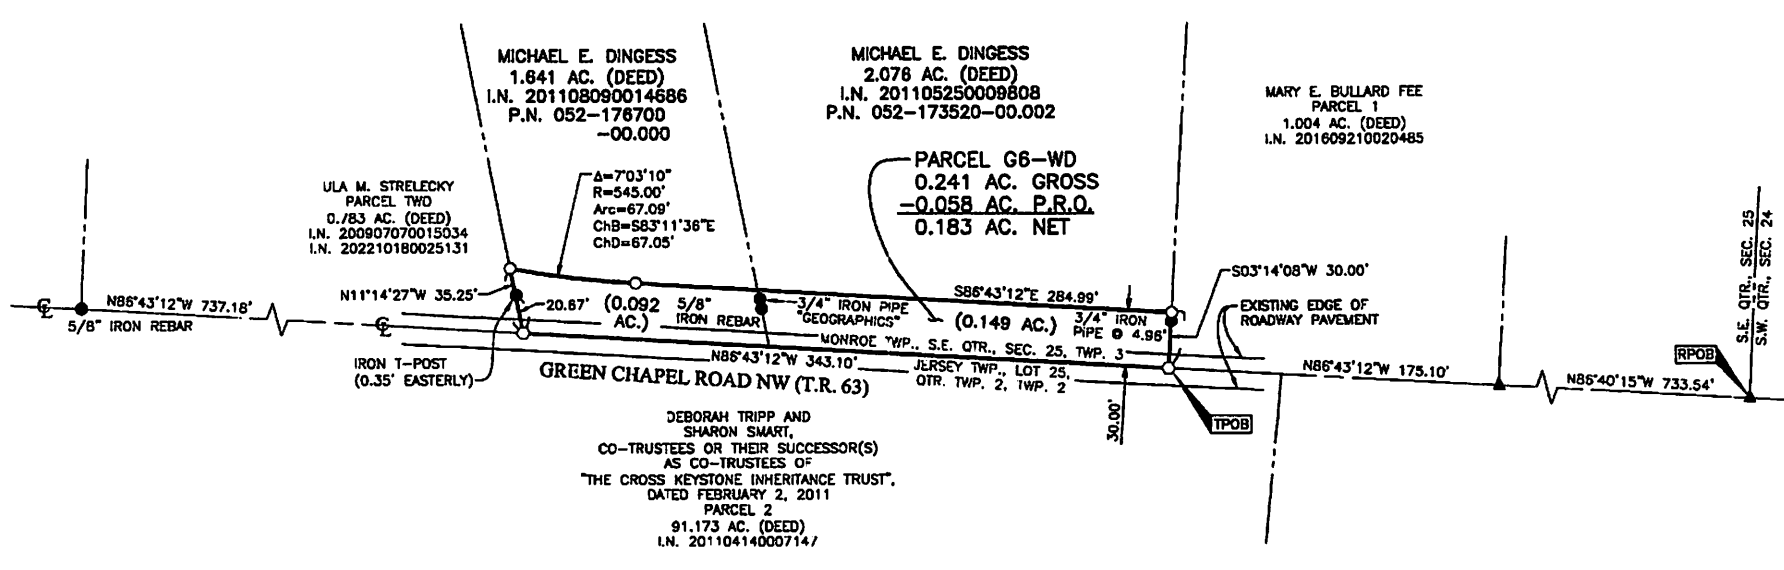 MICHAEL E. DINGESS
1.641 AC. (DEED)
I.N. 201108090014686
P.N. 052-176700
-00.000
MICHAEL E. DINGESS
2.076 AC. (DEED)
I.N. 201105250009808
P.N. 052-173520-00.002
MARY E. BULLARD FEE
PARCEL 1
1.004 AC. (DEED)
I.N. 201609210020485
PARCEL G6-WD
0.241 AC. GROSS
-0.058 AC. P.R.O.
0.183 AC. NET
ULA M. STRELECKY
PARCEL TWO
0.783 AC. (DEED)
I.N. 200907070015034
I.N. 202210180025131
Δ=7°03'10"
R=545.00'
Arc=67.09'
ChB=S83°11'36"E
ChD=67.05'
S.E. QTR., SEC. 25
S.W. QTR., SEC. 24
N11°14'27"W 35.25'
20.67'
(0.092
AC.)
5/8"
IRON REBAR
3/4" IRON PIPE
"GEOGRAPHICS"
S86°43'12"E 284.99'
(0.149 AC.)
3/4" IRON
PIPE @ 4.96'
S03°14'08"W 30.00'
EXISTING EDGE OF
ROADWAY PAVEMENT
CL
N86°43'12"W 737.18'
5/8" IRON REBAR
CL
IRON T-POST
(0.35' EASTERLY)
MONROE TWP., S.E. QTR., SEC. 25, TWP. 3
N86°43'12"W 343.10'
JERSEY TWP., LOT 25,
QTR. TWP. 2, TWP. 2
GREEN CHAPEL ROAD NW (T.R. 63)
30.00'
TPOB
N86°43'12"W 175.10'
N86°40'15"W 733.54'
RPOB
DEBORAH TRIPP AND
SHARON SMART,
CO-TRUSTEES OR THEIR SUCCESSOR(S)
AS CO-TRUSTEES OF
"THE CROSS KEYSTONE INHERITANCE TRUST",
DATED FEBRUARY 2, 2011
PARCEL 2
91.173 AC. (DEED)
I.N. 201104140007147